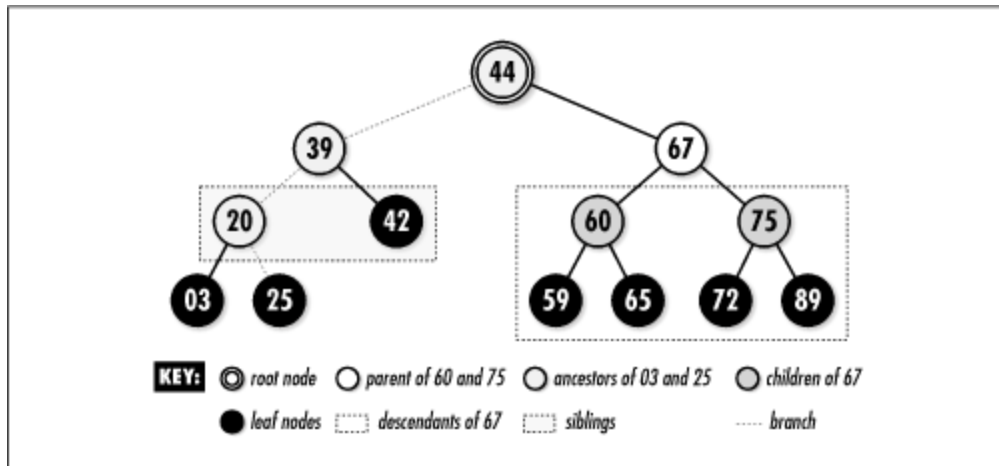 44
39 67
20 42 60 75
03 25 59 65 72 89
KEY: root node parent of 60 and 75 ancestors of 03 and 25 children of 67
leaf nodes descendants of 67 siblings branch